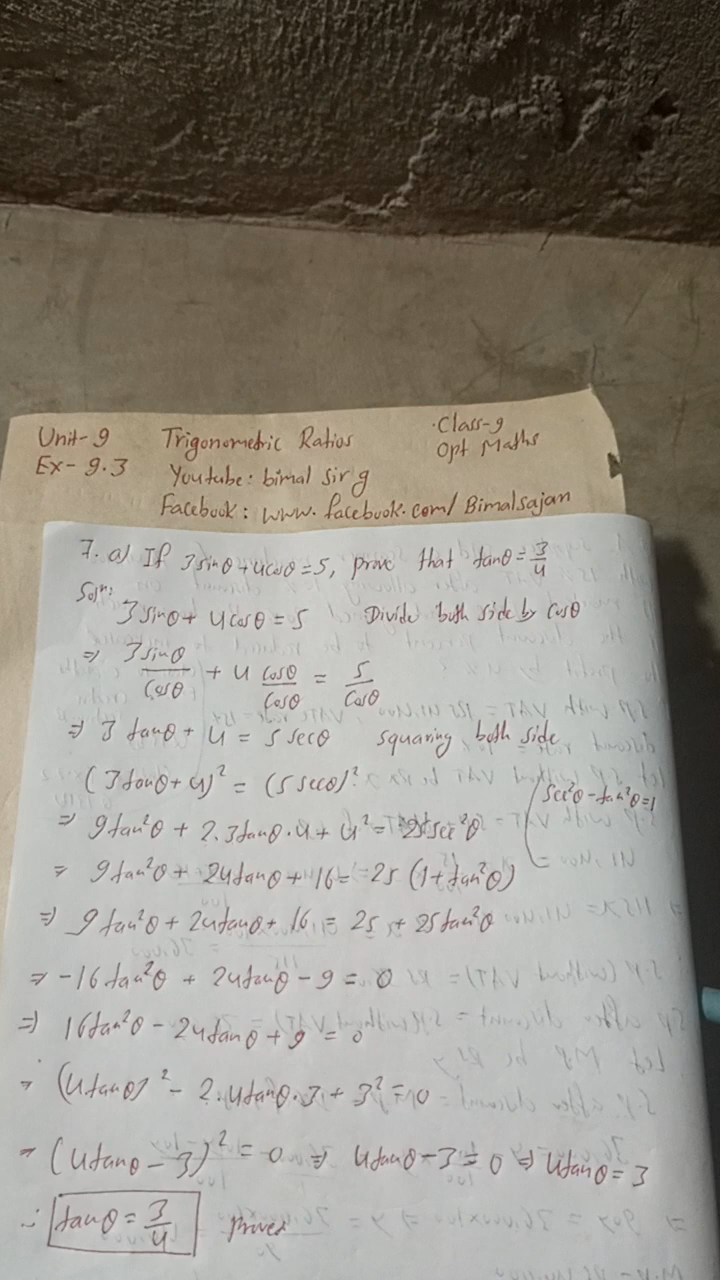 Unit-9 Trigonometric Ratios Class-9
Ex-9.3 Opt Maths
Youtube: bimal sir g
Facebook: www.facebook.com/Bimalsajan
7. a) If 3sinθ+4cosθ=5, prove that tanθ=3/4
Solⁿ:
3sinθ+ 4cosθ = 5 Divide both side by cosθ
⇒ 3sinθ/cosθ + 4 cosθ/cosθ = 5/cosθ
⇒ 3 tanθ + 4 = 5 secθ squaring both side
(3tanθ+4)² = (5secθ)²
sec²θ-tan²θ=1
⇒ 9tan²θ + 2.3tanθ.4 + 4² = 25sec²θ
⇒ 9tan²θ + 24tanθ + 16 = 25 (1+tan²θ)
⇒ 9tan²θ + 24tanθ + 16 = 25 + 25tan²θ
⇒ -16tan²θ + 24tanθ - 9 = 0
⇒ 16tan²θ - 24tanθ + 9 = 0
⇒ (4tanθ)² - 2.4tanθ.3 + 3² = 0
⇒ (4tanθ - 3)² = 0 ⇒ 4tanθ-3=0 ⇒ 4tanθ=3
∴ tanθ = 3/4 proved